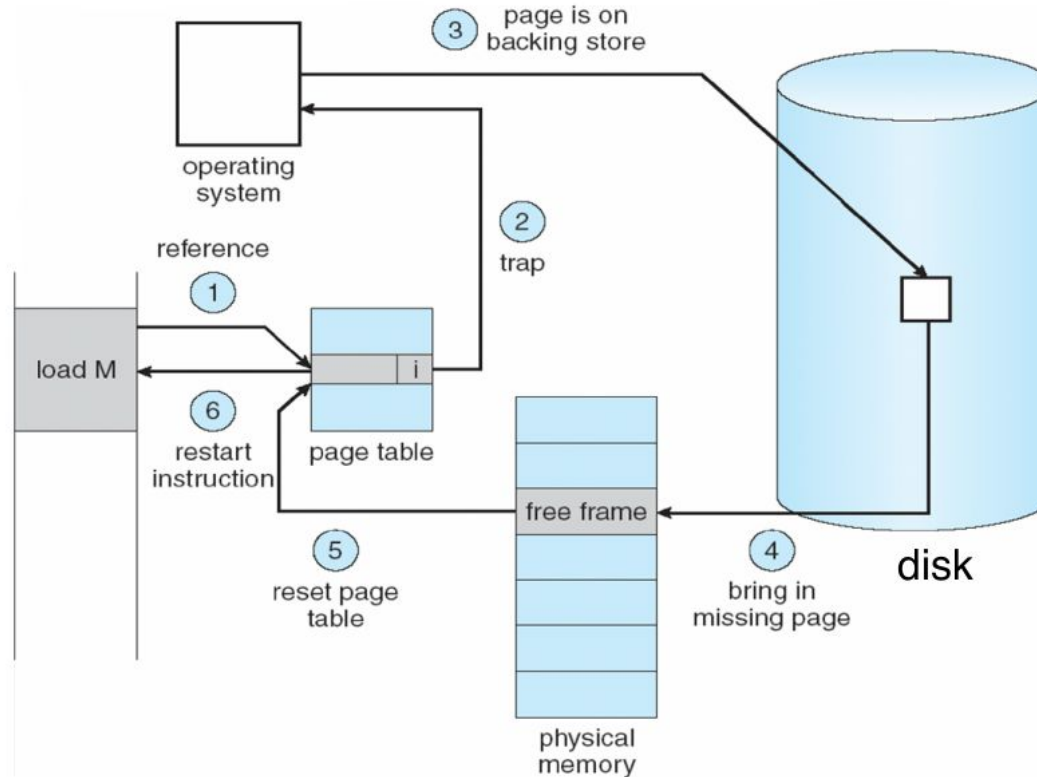 3
page is on
backing store
operating
system
2
trap
reference
1
load M
i
6
restart
instruction
page table
free frame
5
reset page
table
4
bring in
missing page
disk
physical
memory